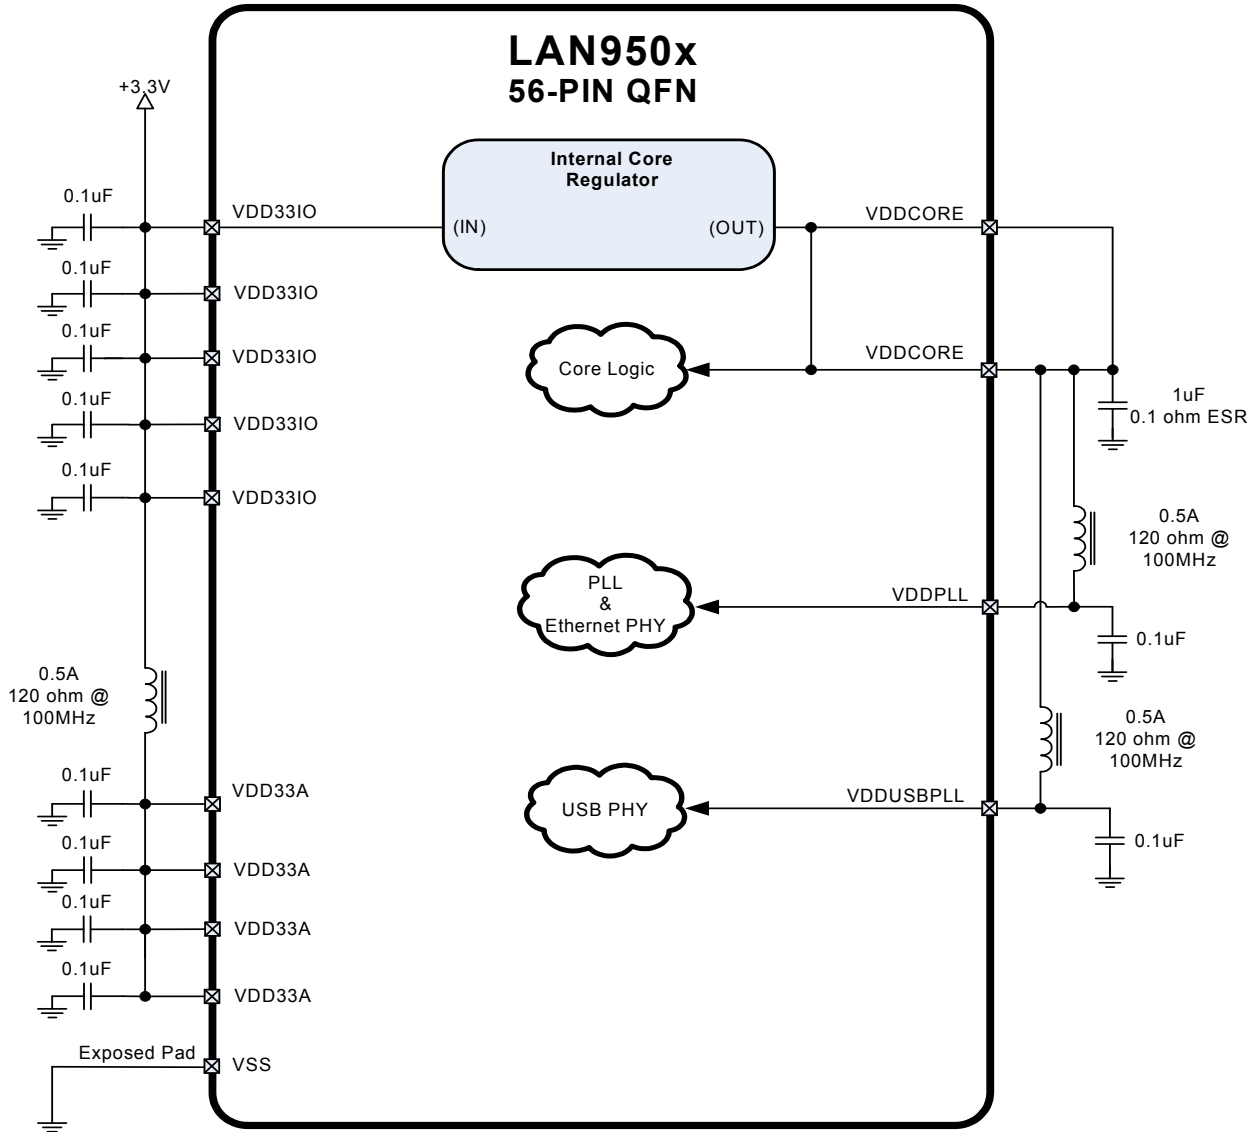 LAN950x
56-PIN QFN
+3.3V
Internal Core
Regulator
(IN)
(OUT)
0.1uF
VDD33IO
VDDCORE
0.1uF
VDD33IO
0.1uF
VDD33IO
Core Logic
VDDCORE
1uF
0.1 ohm ESR
0.1uF
VDD33IO
0.1uF
VDD33IO
0.5A
120 ohm @
100MHz
PLL
&
Ethernet PHY
VDDPLL
0.1uF
0.5A
120 ohm @
100MHz
0.5A
120 ohm @
100MHz
0.1uF
VDD33A
USB PHY
VDDUSBPLL
0.1uF
0.1uF
VDD33A
0.1uF
VDD33A
0.1uF
VDD33A
Exposed Pad
VSS